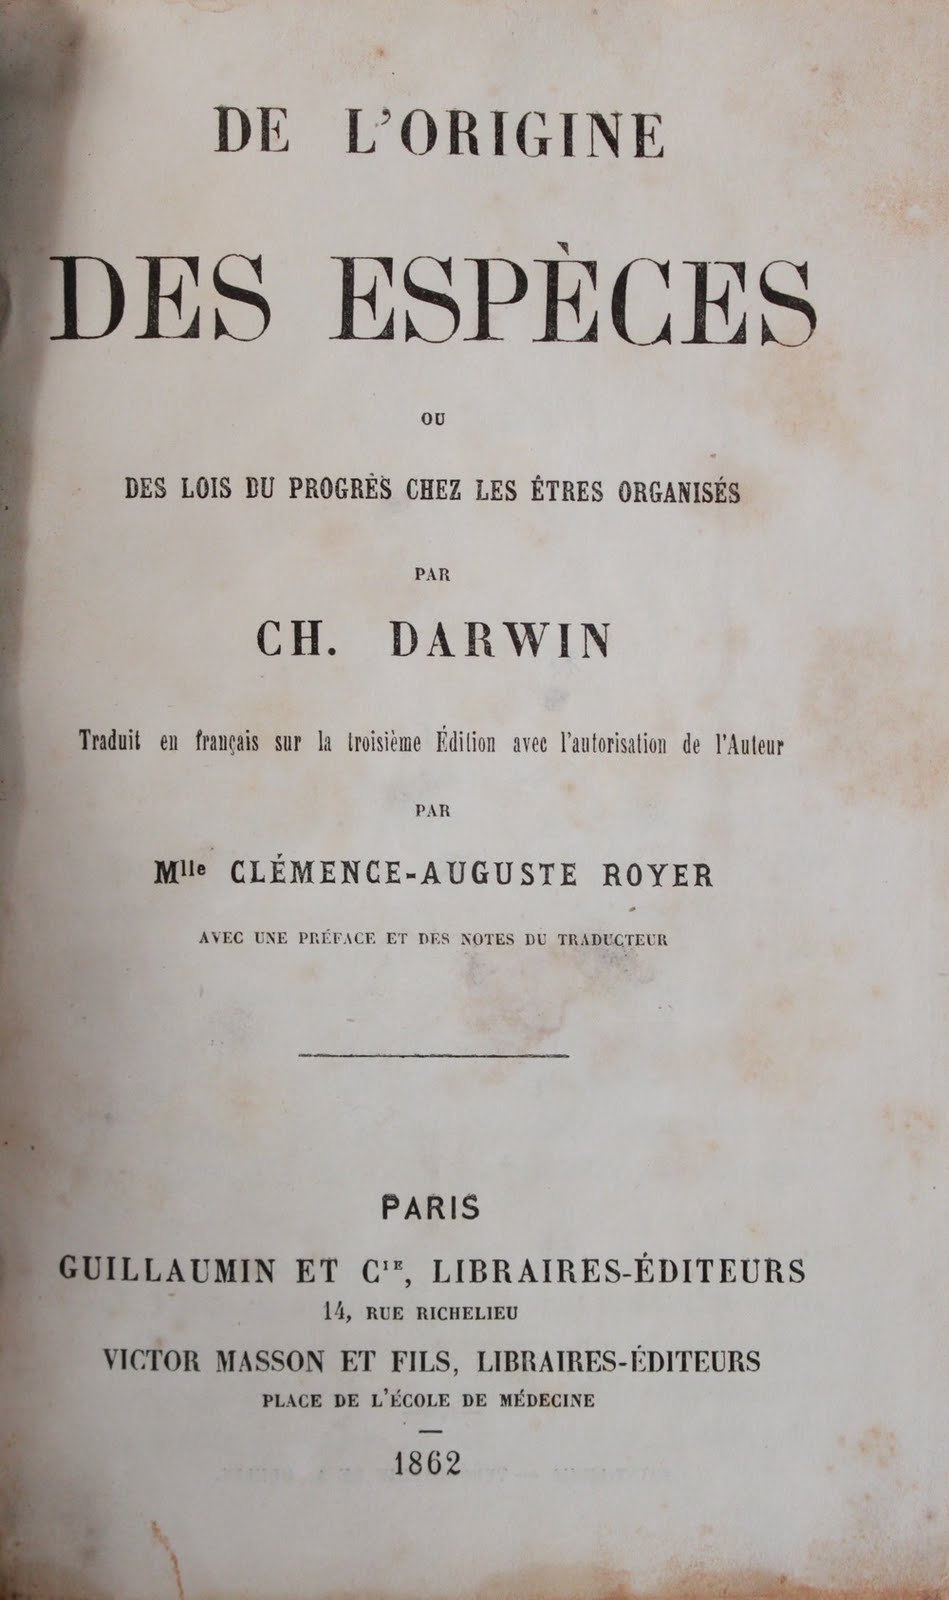 DE L'ORIGINE
DES ESPÈCES
OU
DES LOIS DU PROGRÈS CHEZ LES ÊTRES ORGANISÉS
PAR
CH. DARWIN
Traduit en français sur la troisième Édition avec l'autorisation de l'Auteur
PAR
Mlle CLÉMENCE-AUGUSTE ROYER
AVEC UNE PRÉFACE ET DES NOTES DU TRADUCTEUR
PARIS
GUILLAUMIN ET CIE, LIBRAIRES-ÉDITEURS
14, RUE RICHELIEU
VICTOR MASSON ET FILS, LIBRAIRES-ÉDITEURS
PLACE DE L'ÉCOLE DE MÉDECINE
1862